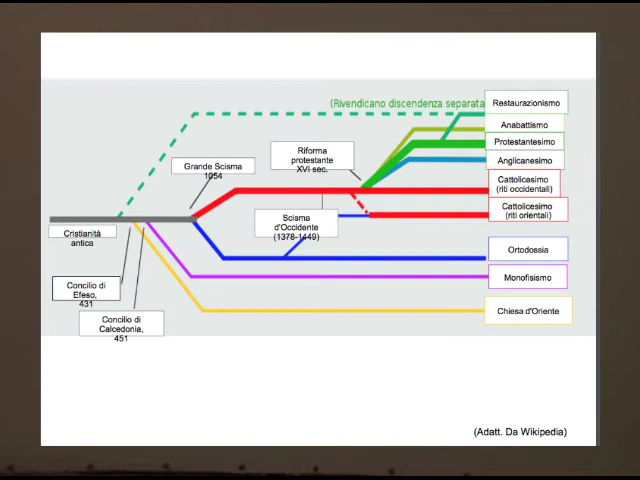 (Rivendicano discendenza separata
Restaurazionismo
Anabattismo
Protestantesimo
Anglicanesimo
Riforma
protestante
XVI sec.
Grande Scisma
1054
Cattolicesimo
(riti occidentali)
Cattolicesimo
(riti orientali)
Scisma
d'Occidente
(1378-1449)
Cristianità
antica
Ortodossia
Monofisismo
Concilio di
Efeso,
431
Chiesa d'Oriente
Concilio di
Calcedonia,
451
(Adatt. Da Wikipedia)